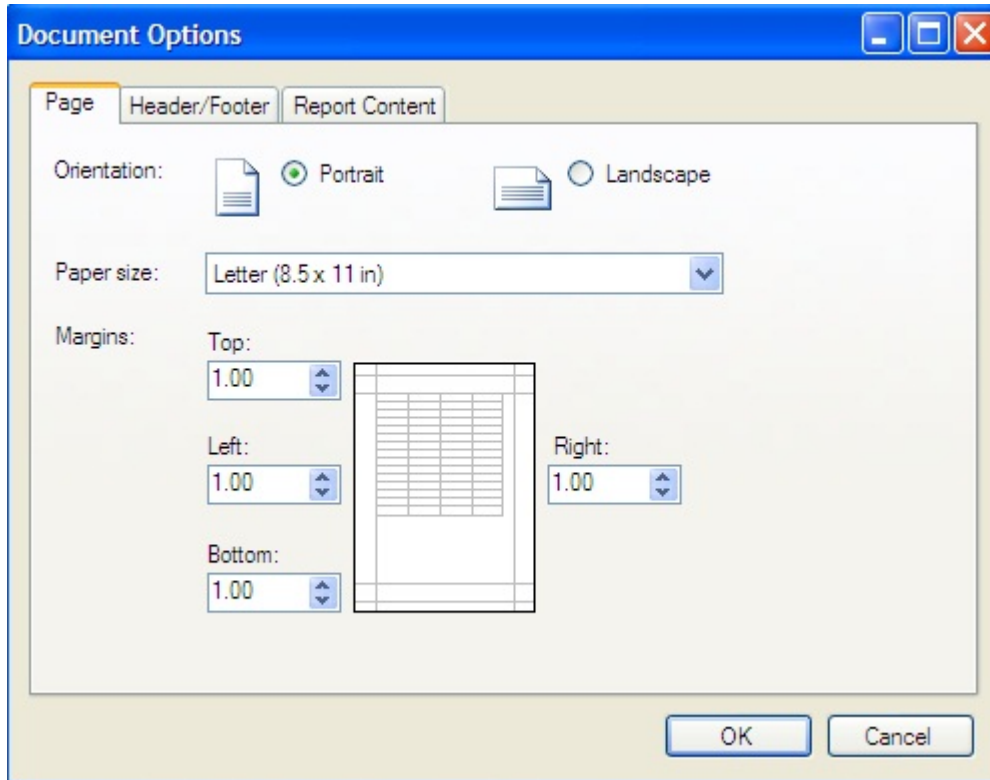 Document Options
Page Header/Footer Report Content
Orientation: Portrait Landscape
Paper size: Letter (8.5 x 11 in)
Margins: Top:
1.00
Left: Right:
1.00 1.00
Bottom:
1.00
OK Cancel